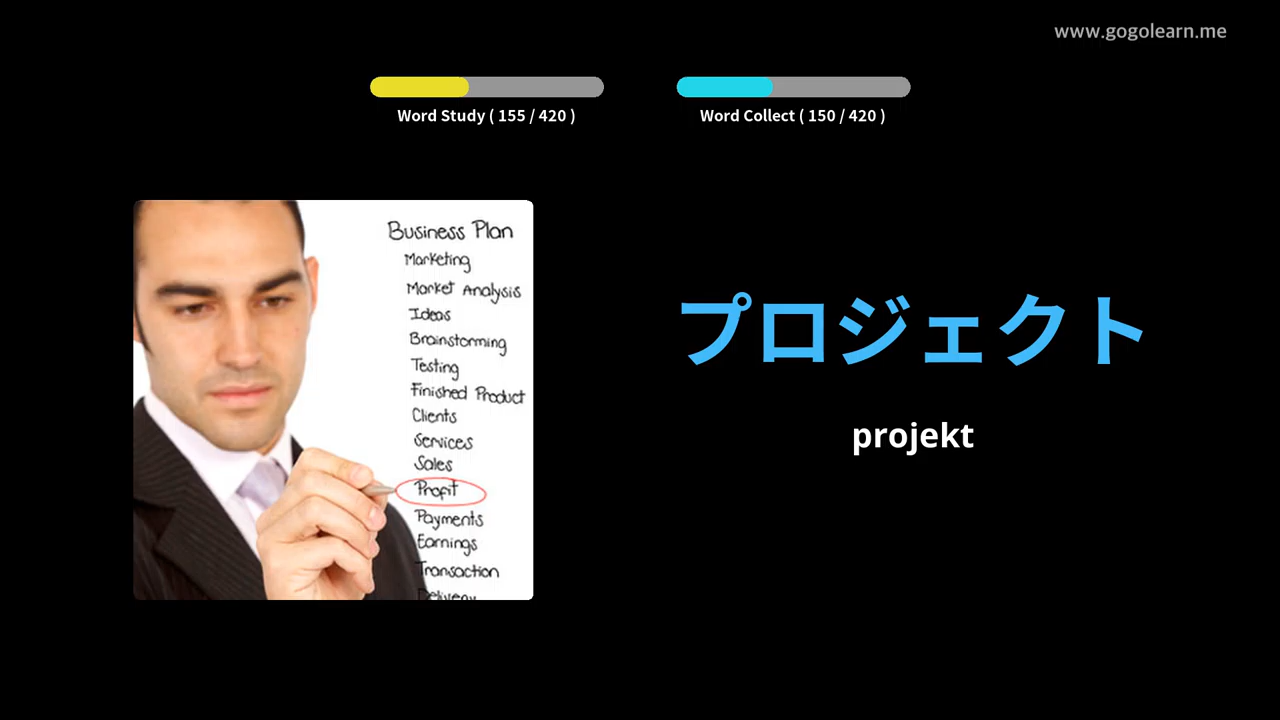 www.gogolearn.me
Word Study ( 155 / 420 )
Word Collect ( 150 / 420 )
Business Plan
Marketing
Market Analysis
Ideas
Brainstorming
Testing
Finished Product
Clients
Services
Sales
Profit
Payments
Earnings
Transaction
Delivery
プロジェクト
projekt